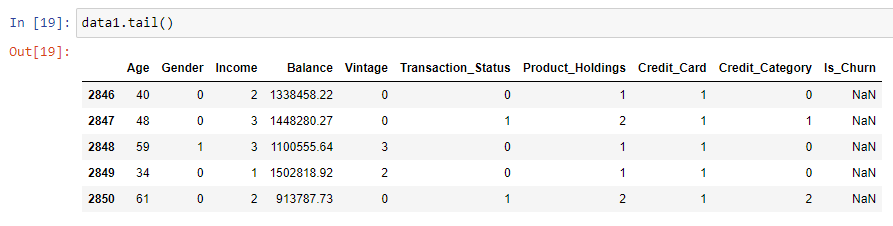 In [19]: data1.tail()
Out[19]:
Age Gender Income Balance Vintage Transaction_Status Product_Holdings Credit_Card Credit_Category Is_Churn
2846 40 0 2 1338458.22 0 0 1 1 0 NaN
2847 48 0 3 1448280.27 0 1 2 1 1 NaN
2848 59 1 3 1100555.64 3 0 1 1 0 NaN
2849 34 0 1 1502818.92 2 0 1 1 0 NaN
2850 61 0 2 913787.73 0 1 2 1 2 NaN